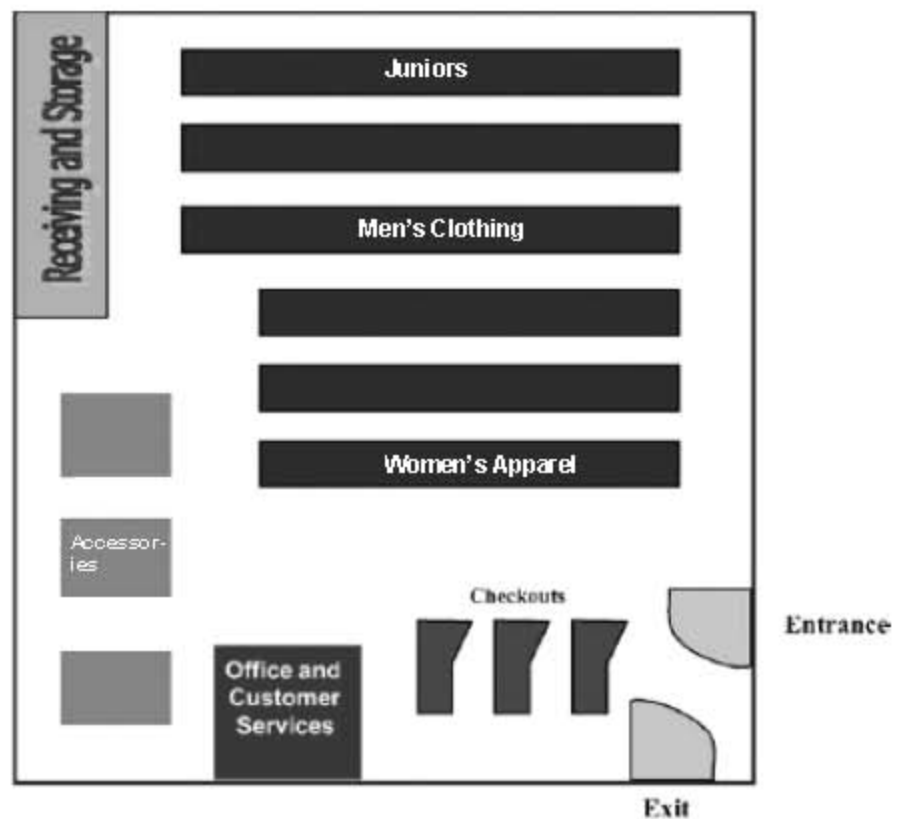 Receiving and Storage
Juniors
Men's Clothing
Women's Apparel
Accessor-
ies
Checkouts
Entrance
Office and
Customer
Services
Exit